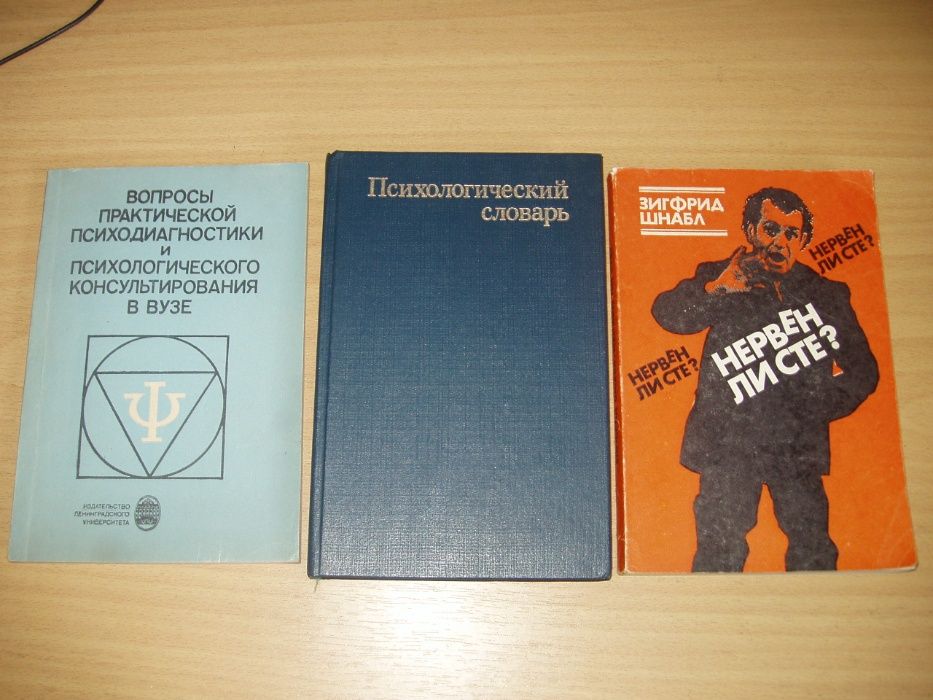 ВОПРОСЫ
ПРАКТИЧЕСКОЙ
ПСИХОДИАГНОСТИКИ
И
ПСИХОЛОГИЧЕСКОГО
КОНСУЛЬТИРОВАНИЯ
В ВУЗЕ
Ψ
ИЗДАТЕЛЬСТВО
ЛЕНИНГРАДСКОГО
УНИВЕРСИТЕТА
Психологический
словарь
ЗИГФРИД
ШНАБЛ
НЕРВЕН
ЛИ СТЕ?
НЕРВЕН
ЛИ СТЕ?
НЕРВЕН
ЛИ СТЕ?